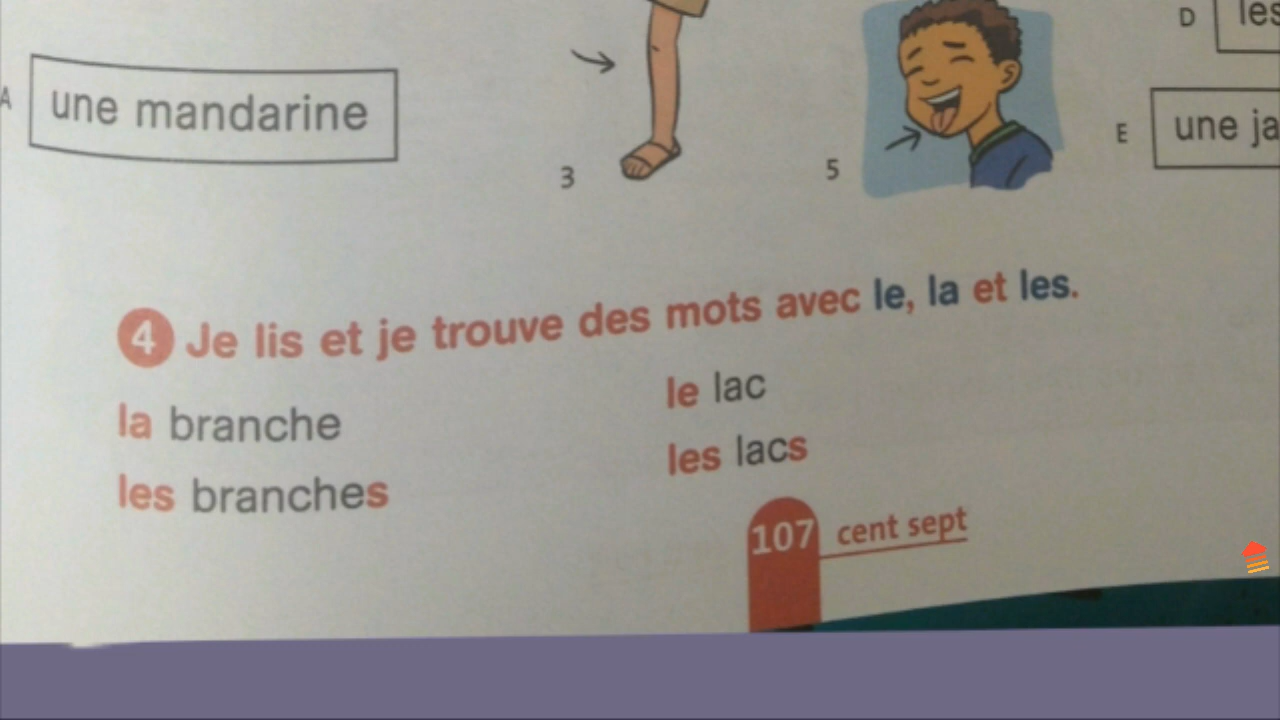 D les
A une mandarine
3
5
E une ja
4 Je lis et je trouve des mots avec le, la et les.
la branche
les branches
le lac
les lacs
107 cent sept